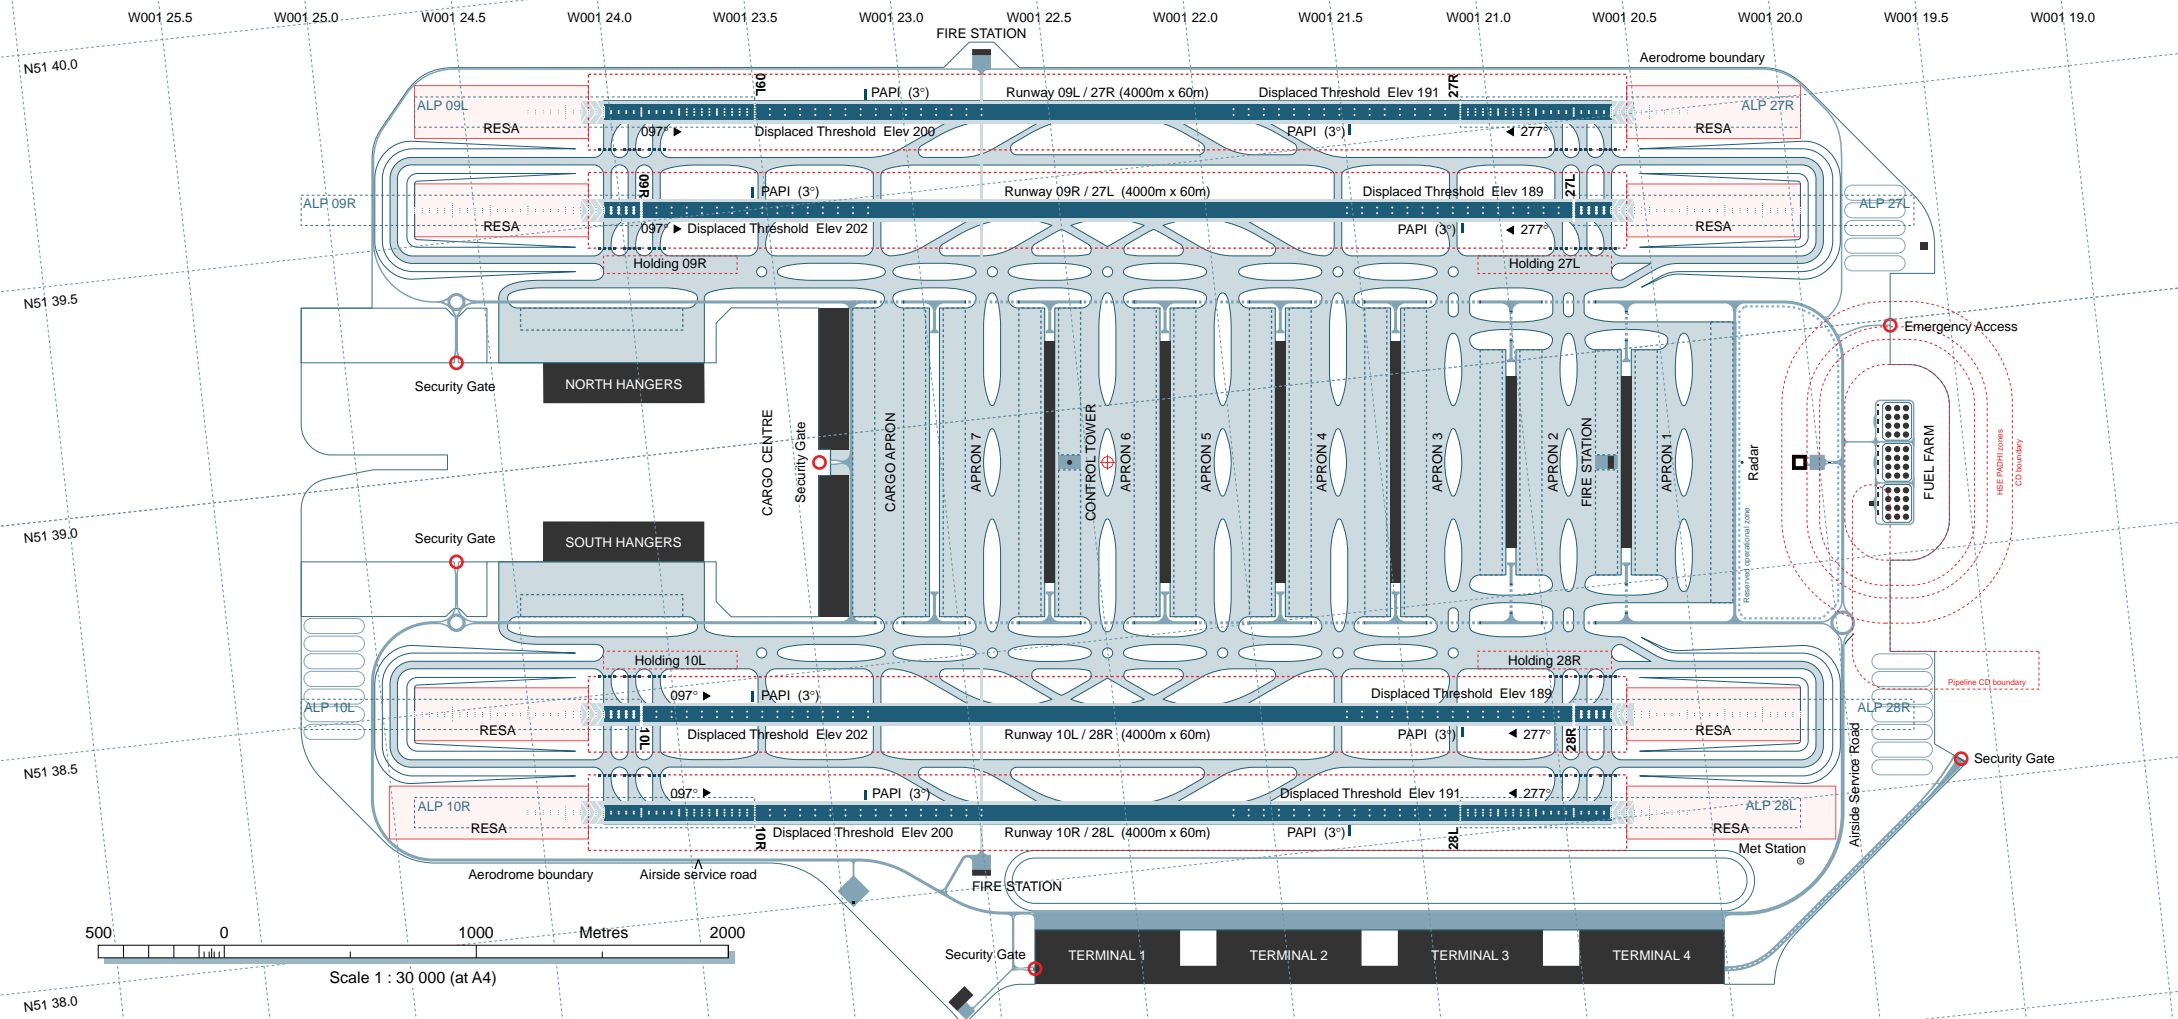 W001 25.5 W001 25.0 W001 24.5 W001 24.0 W001 23.5 W001 23.0 W001 22.5 W001 22.0 W001 21.5 W001 21.0 W001 20.5 W001 20.0 W001 19.5 W001 19.0
FIRE STATION
Aerodrome boundary
N51 40.0
ALP 09L
RESA
09L
PAPI (3°)
Runway 09L / 27R (4000m x 60m)
Displaced Threshold Elev 191
27R
ALP 27R
RESA
097° ►
Displaced Threshold Elev 200
PAPI (3°)
◄ 277°
ALP 09R
RESA
09R
PAPI (3°)
Runway 09R / 27L (4000m x 60m)
Displaced Threshold Elev 189
27L
ALP 27L
RESA
097° ►
Displaced Threshold Elev 202
PAPI (3°)
◄ 277°
Holding 09R
Holding 27L
N51 39.5
Emergency Access
Security Gate
NORTH HANGERS
CARGO CENTRE
Security Gate
CARGO APRON
APRON 7
CONTROL TOWER
APRON 6
APRON 5
APRON 4
APRON 3
APRON 2
FIRE STATION
APRON 1
Radar
Reserved operational zone
FUEL FARM
HSE PADHI zones
CD boundary
N51 39.0
Security Gate
SOUTH HANGERS
Holding 10L
Holding 28R
Pipeline CD boundary
ALP 10L
RESA
097° ►
PAPI (3°)
Displaced Threshold Elev 189
ALP 28R
RESA
10L
Displaced Threshold Elev 202
Runway 10L / 28R (4000m x 60m)
PAPI (3°)
◄ 277°
28R
Airside Service Road
Security Gate
N51 38.5
ALP 10R
RESA
097° ►
PAPI (3°)
Displaced Threshold Elev 191
◄ 277°
ALP 28L
RESA
10R
Displaced Threshold Elev 200
Runway 10R / 28L (4000m x 60m)
PAPI (3°)
28L
Met Station
Aerodrome boundary
Airside service road
FIRE STATION
500 0 1000 Metres 2000
Scale 1 : 30 000 (at A4)
Security Gate
TERMINAL 1
TERMINAL 2
TERMINAL 3
TERMINAL 4
N51 38.0